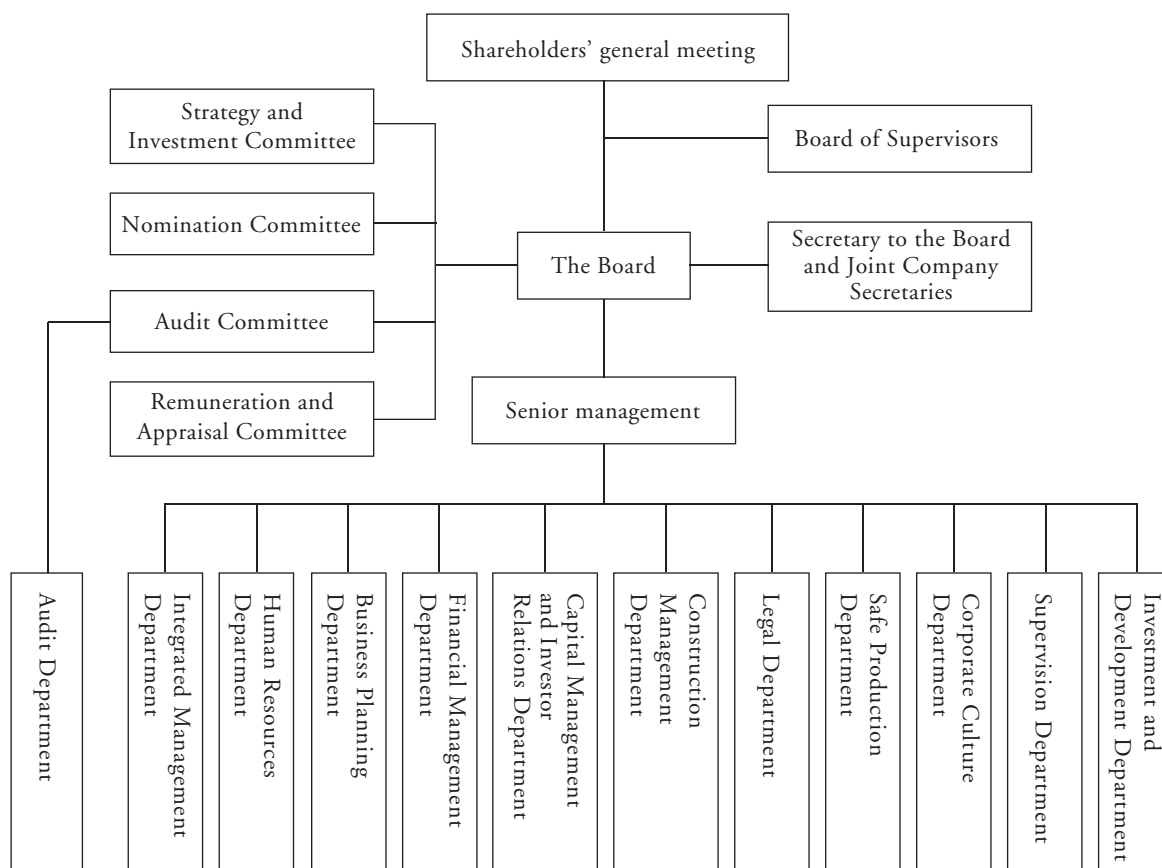 Shareholders’ general meeting
Strategy and
Investment Committee
Board of Supervisors
Nomination Committee
The Board
Secretary to the Board
and Joint Company
Secretaries
Audit Committee
Remuneration and
Appraisal Committee
Senior management
Audit Department
Integrated Management
Department
Human Resources
Department
Business Planning
Department
Financial Management
Department
Capital Management
and Investor
Relations Department
Construction
Management
Department
Legal Department
Safe Production
Department
Corporate Culture
Department
Supervision Department
Investment and
Development Department